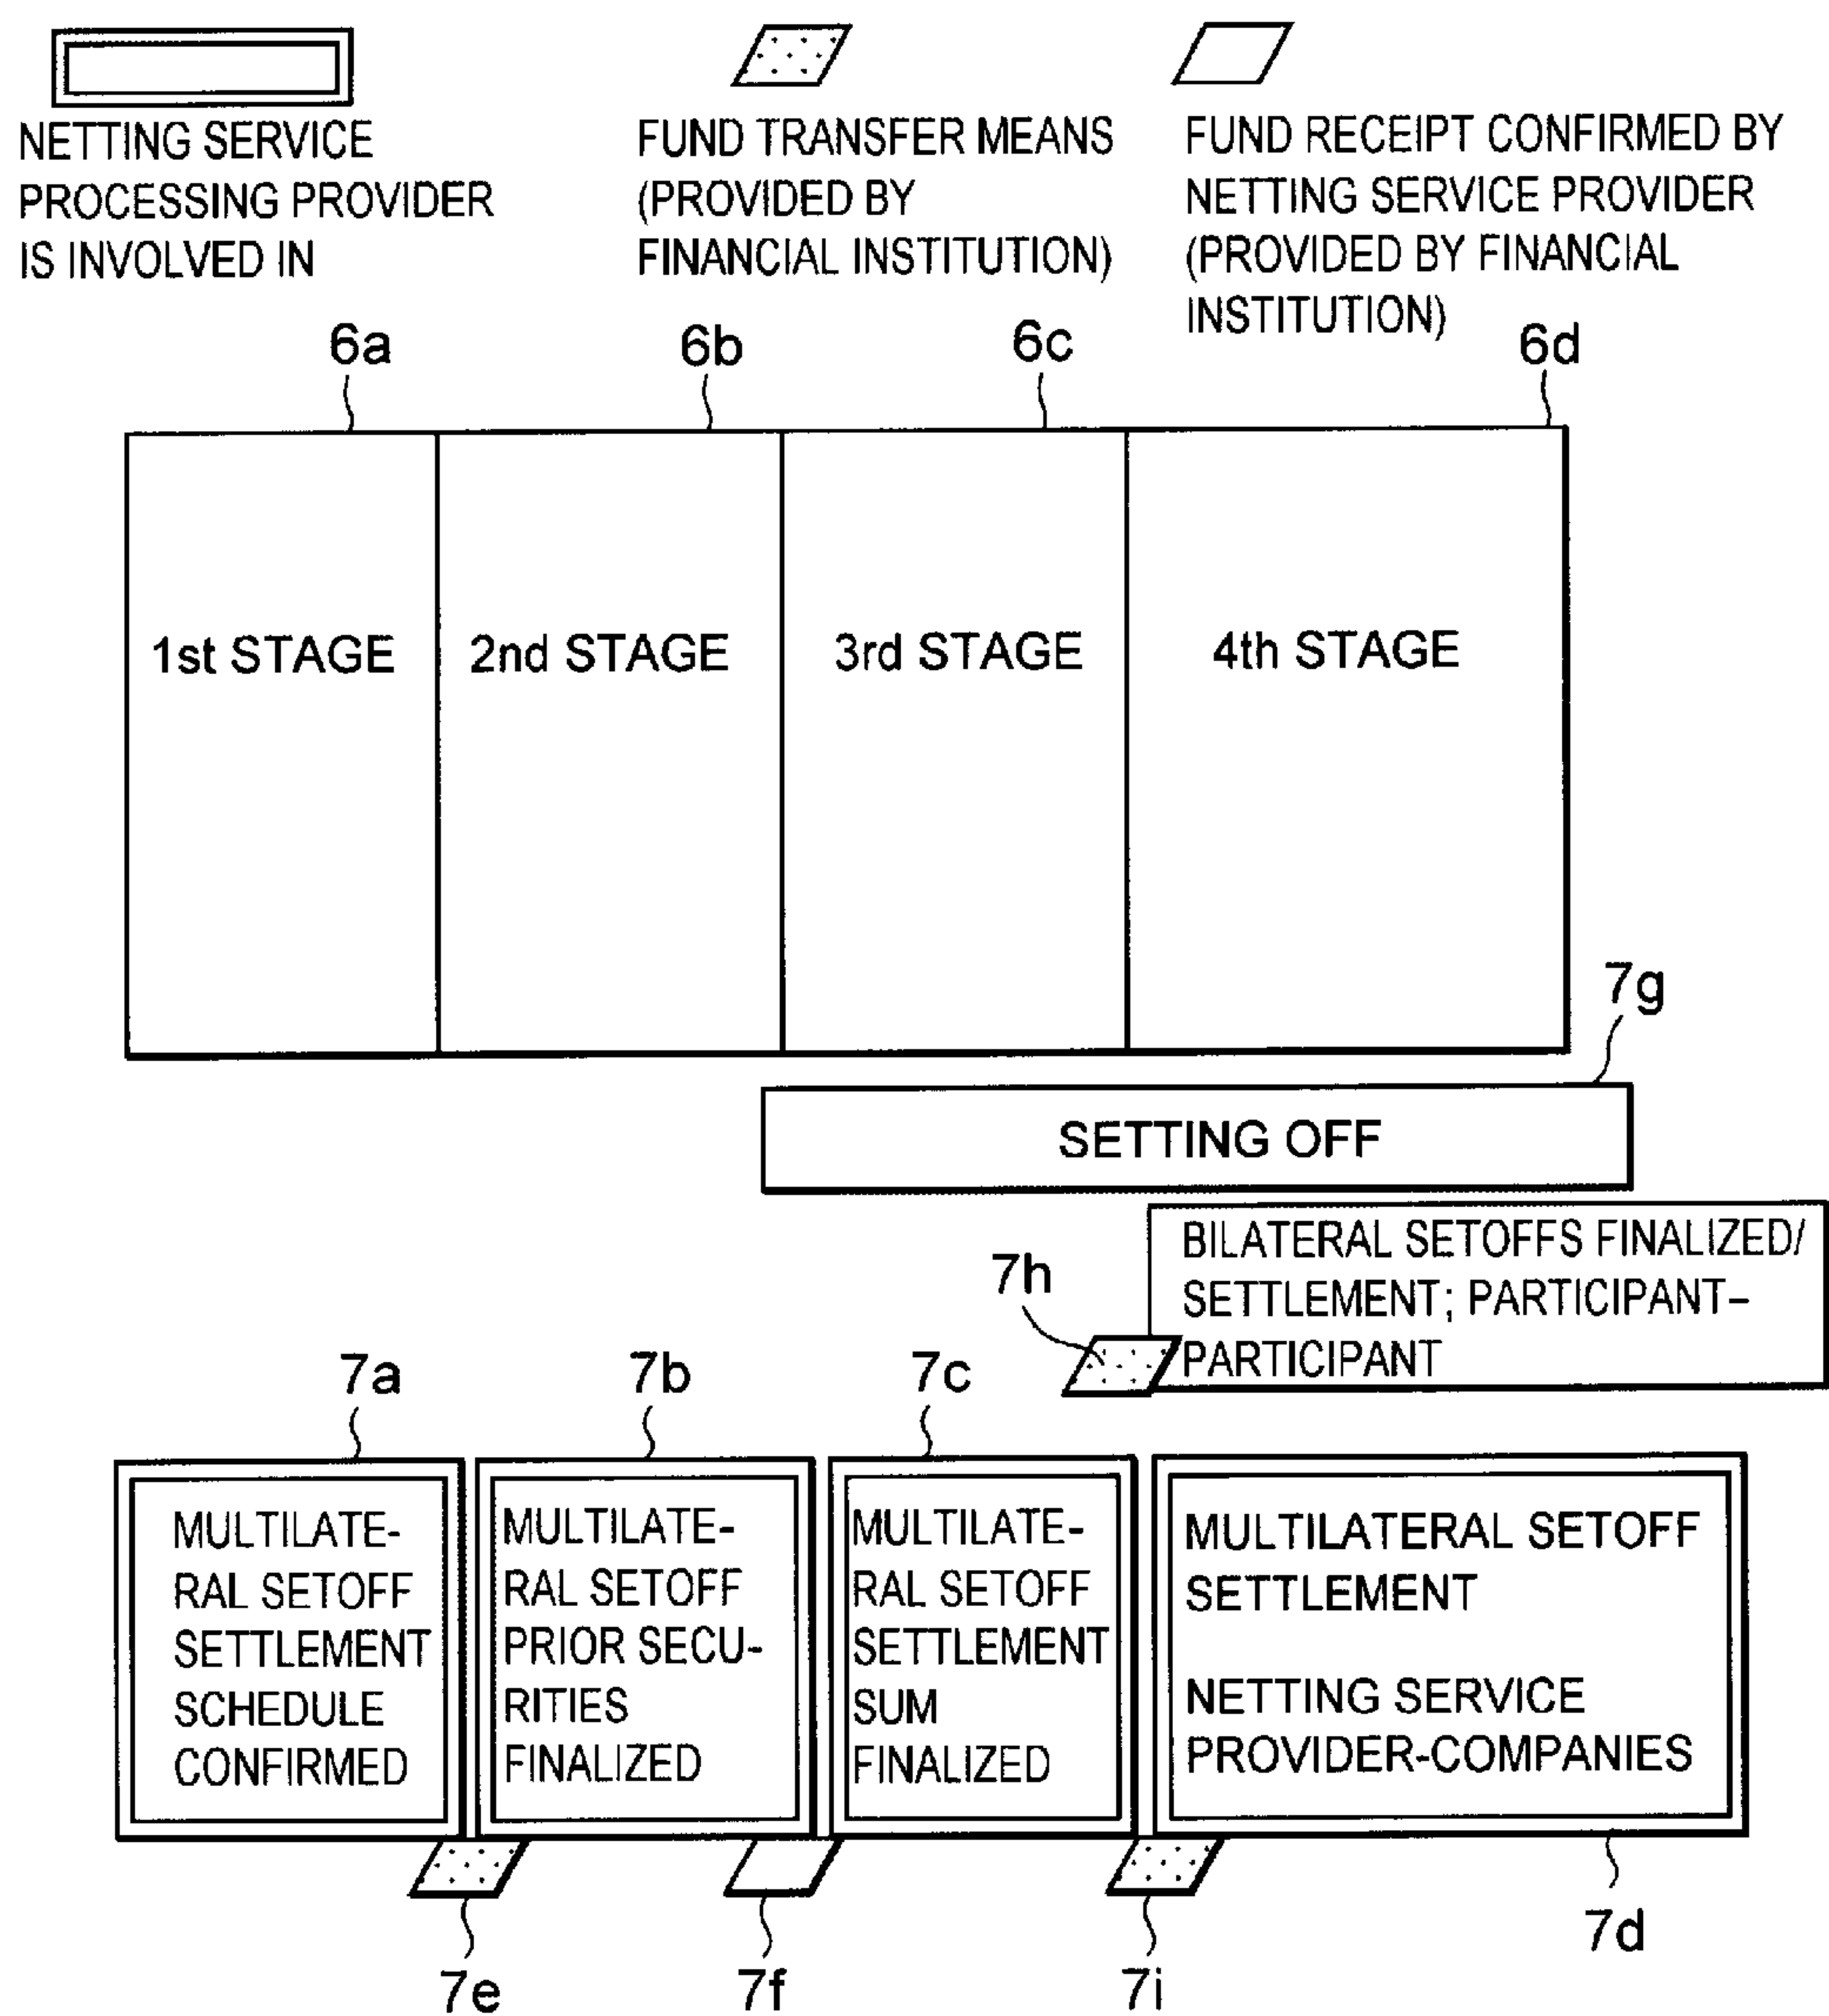 NETTING SERVICE
PROCESSING PROVIDER
IS INVOLVED IN
FUND TRANSFER MEANS
(PROVIDED BY
FINANCIAL INSTITUTION)
FUND RECEIPT CONFIRMED BY
NETTING SERVICE PROVIDER
(PROVIDED BY FINANCIAL
INSTITUTION)
6a
6b
6c
6d
1st STAGE
2nd STAGE
3rd STAGE
4th STAGE
7g
SETTING OFF
BILATERAL SETOFFS FINALIZED/
SETTLEMENT; PARTICIPANT–
PARTICIPANT
7h
7a
7b
7c
MULTILATE-
RAL SETOFF
SETTLEMENT
SCHEDULE
CONFIRMED
MULTILATE-
RAL SETOFF
PRIOR SECU-
RITIES
FINALIZED
MULTILATE-
RAL SETOFF
SETTLEMENT
SUM
FINALIZED
MULTILATERAL SETOFF
SETTLEMENT
NETTING SERVICE
PROVIDER-COMPANIES
7e
7f
7i
7d